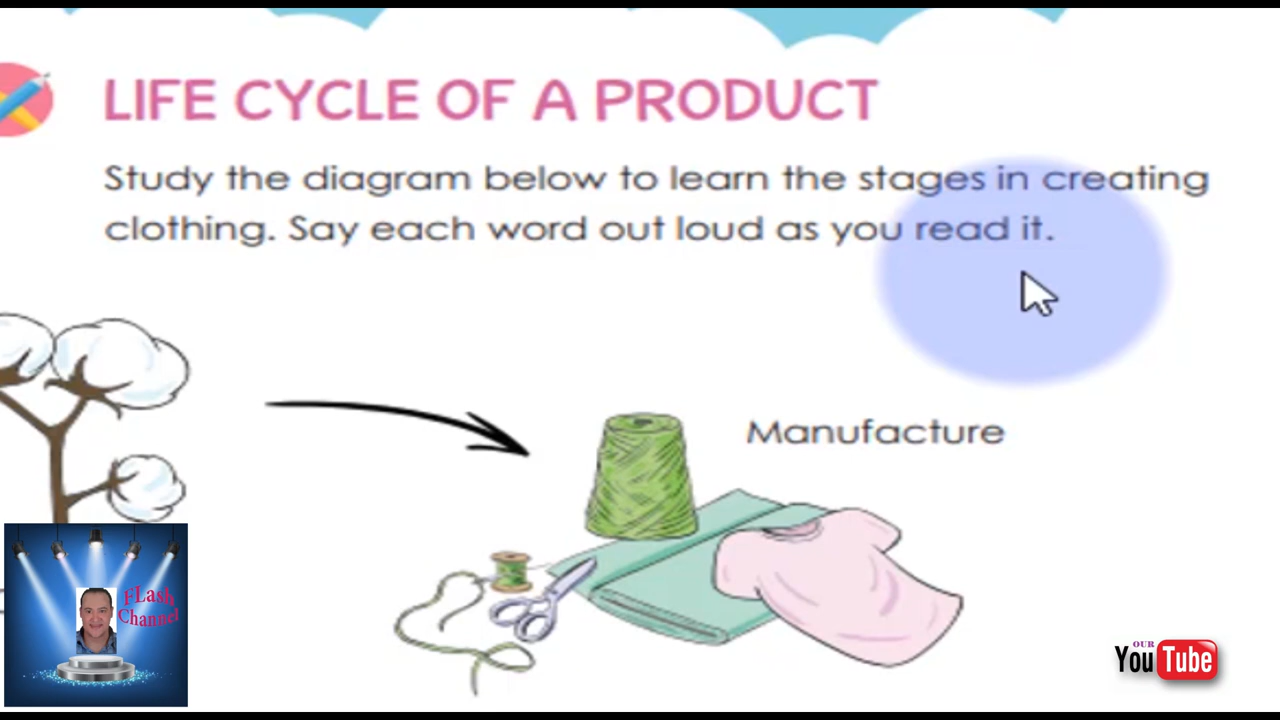 LIFE CYCLE OF A PRODUCT
Study the diagram below to learn the stages in creating
clothing. Say each word out loud as you read it.
Manufacture
FLash
Channel
OUR
YouTube